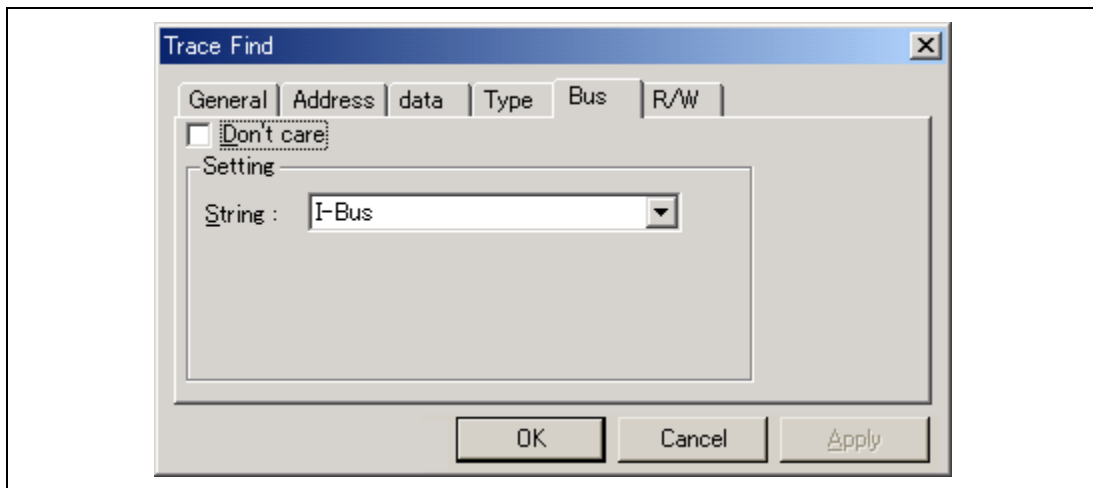 Trace Find
General Address data Type Bus R/W
Don't care
Setting
String : I-Bus
OK Cancel Apply